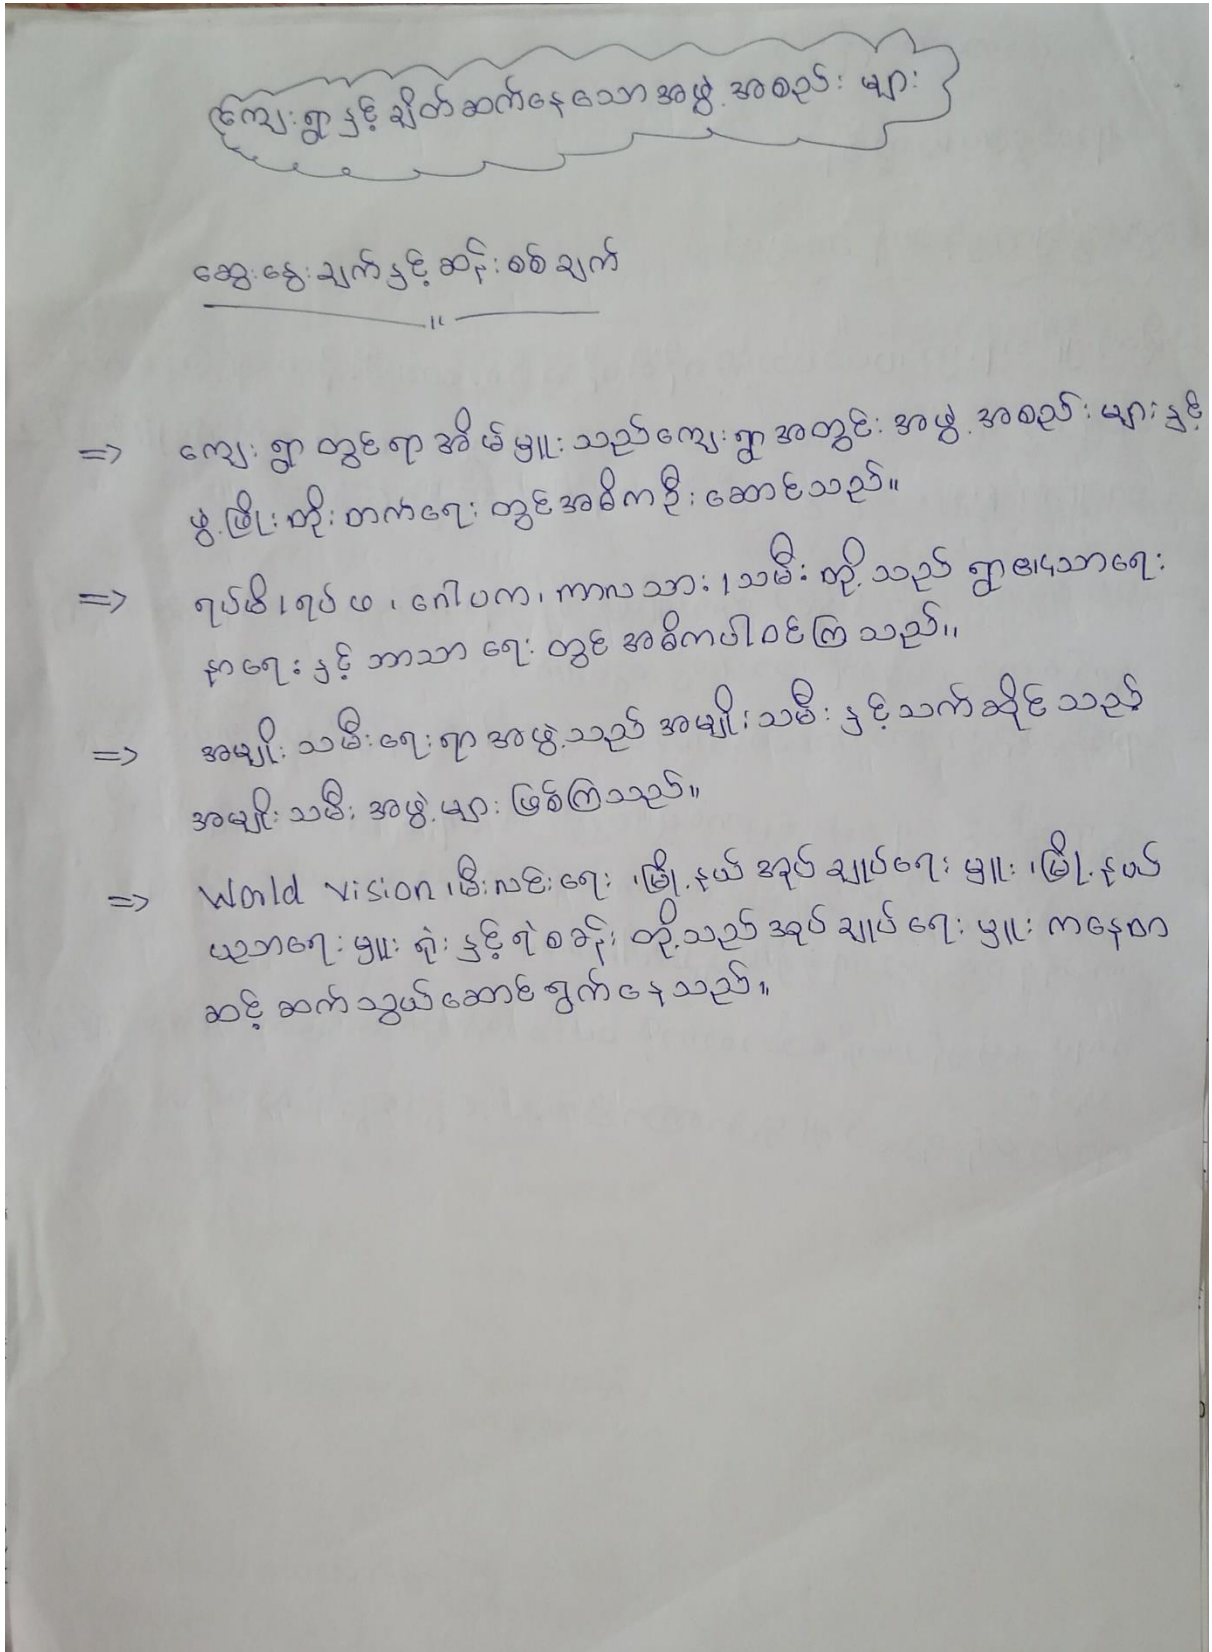 ကျေးရွာနှင့်ချိတ်ဆက်နေသောအဖွဲ့အစည်းများ
ဆွေးနွေးချက်နှင့်ဆန်းစစ်ချက်
=> ကျေးရွာတွင်ရာအိမ်မှူးသည်ကျေးရွာအတွင်းအဖွဲ့အစည်းများနှင့်
ဖွံ့ဖြိုးတိုးတက်ရေးတွင်အဓိကဦးဆောင်သည်။
=> ရပ်မိ၊ရပ်ဖ၊ဂေါပက၊ကာလသား၊သမီးတို့သည်ရွာ၏သာရေး
နာရေးနှင့်ဘာသာရေးတွင်အဓိကပါဝင်ကြသည်။
=> အမျိုးသမီးရေးရာအဖွဲ့သည်အမျိုးသမီးနှင့်သက်ဆိုင်သည့်
အမျိုးသမီးအဖွဲ့များဖြစ်ကြသည်။
=> World Vision၊မီးလင်းရေး၊မြို့နယ်အုပ်ချုပ်ရေးမှူး၊မြို့နယ်
ပညာရေးမှူးရုံးနှင့်ရဲစခန်းတို့သည်အုပ်ချုပ်ရေးမှူးကနေတ
ဆင့်ဆက်သွယ်ဆောင်ရွက်နေသည်။